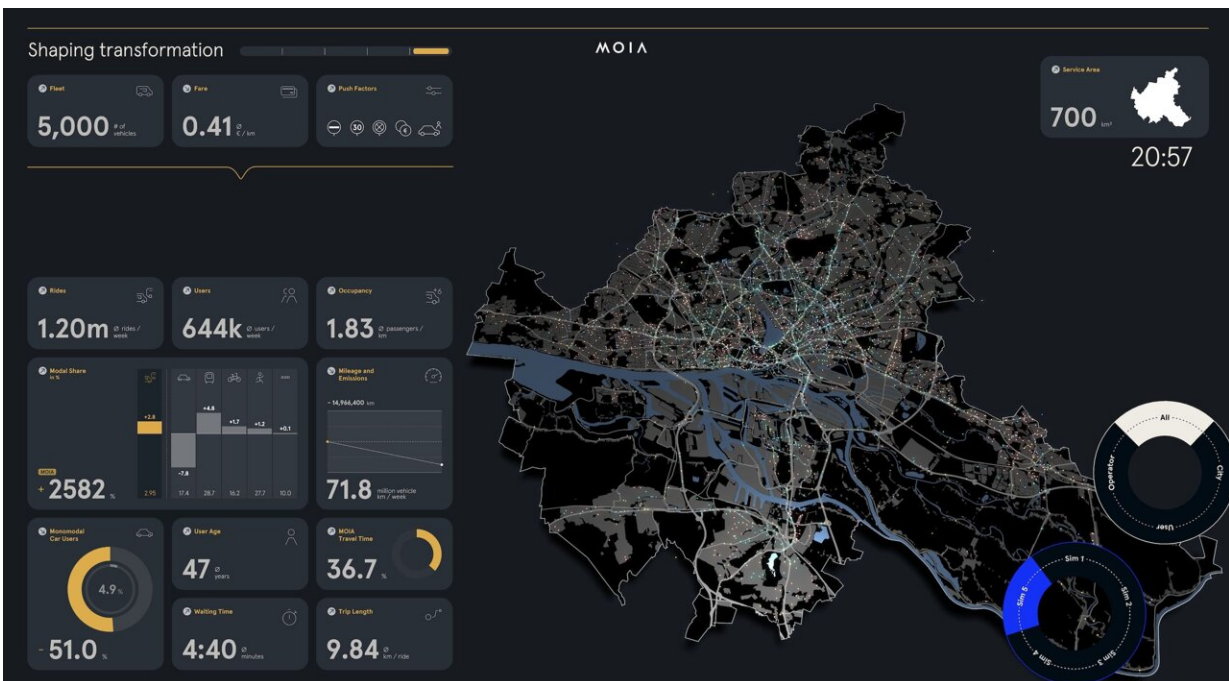 Shaping transformation
MOIA
Fleet
5,000 # of vehicles
Fare
0.41 Ø € / km
Push Factors
30
€
Service Area
700 km²
20:57
Rides
1.20m Ø rides / week
Users
644k Ø users / week
Occupancy
1.83 Ø passengers / km
Modal Share
in %
+2.8
-7.8
+4.8
+1.7
+1.2
+0.1
MOIA
+ 2582 %
2.95
17.4
28.7
16.2
27.7
10.0
Mileage and
Emissions
- 14,966,400 km
71.8 million vehicle km / week
Monomodal
Car Users
4.9 %
- 51.0 %
User Age
47 Ø years
MOIA
Travel Time
36.7 %
Waiting Time
4:40 Ø minutes
Trip Length
9.84 Ø km / ride
All
City
User
Operator
Sim 1
Sim 2
Sim 3
Sim 4
Sim 5